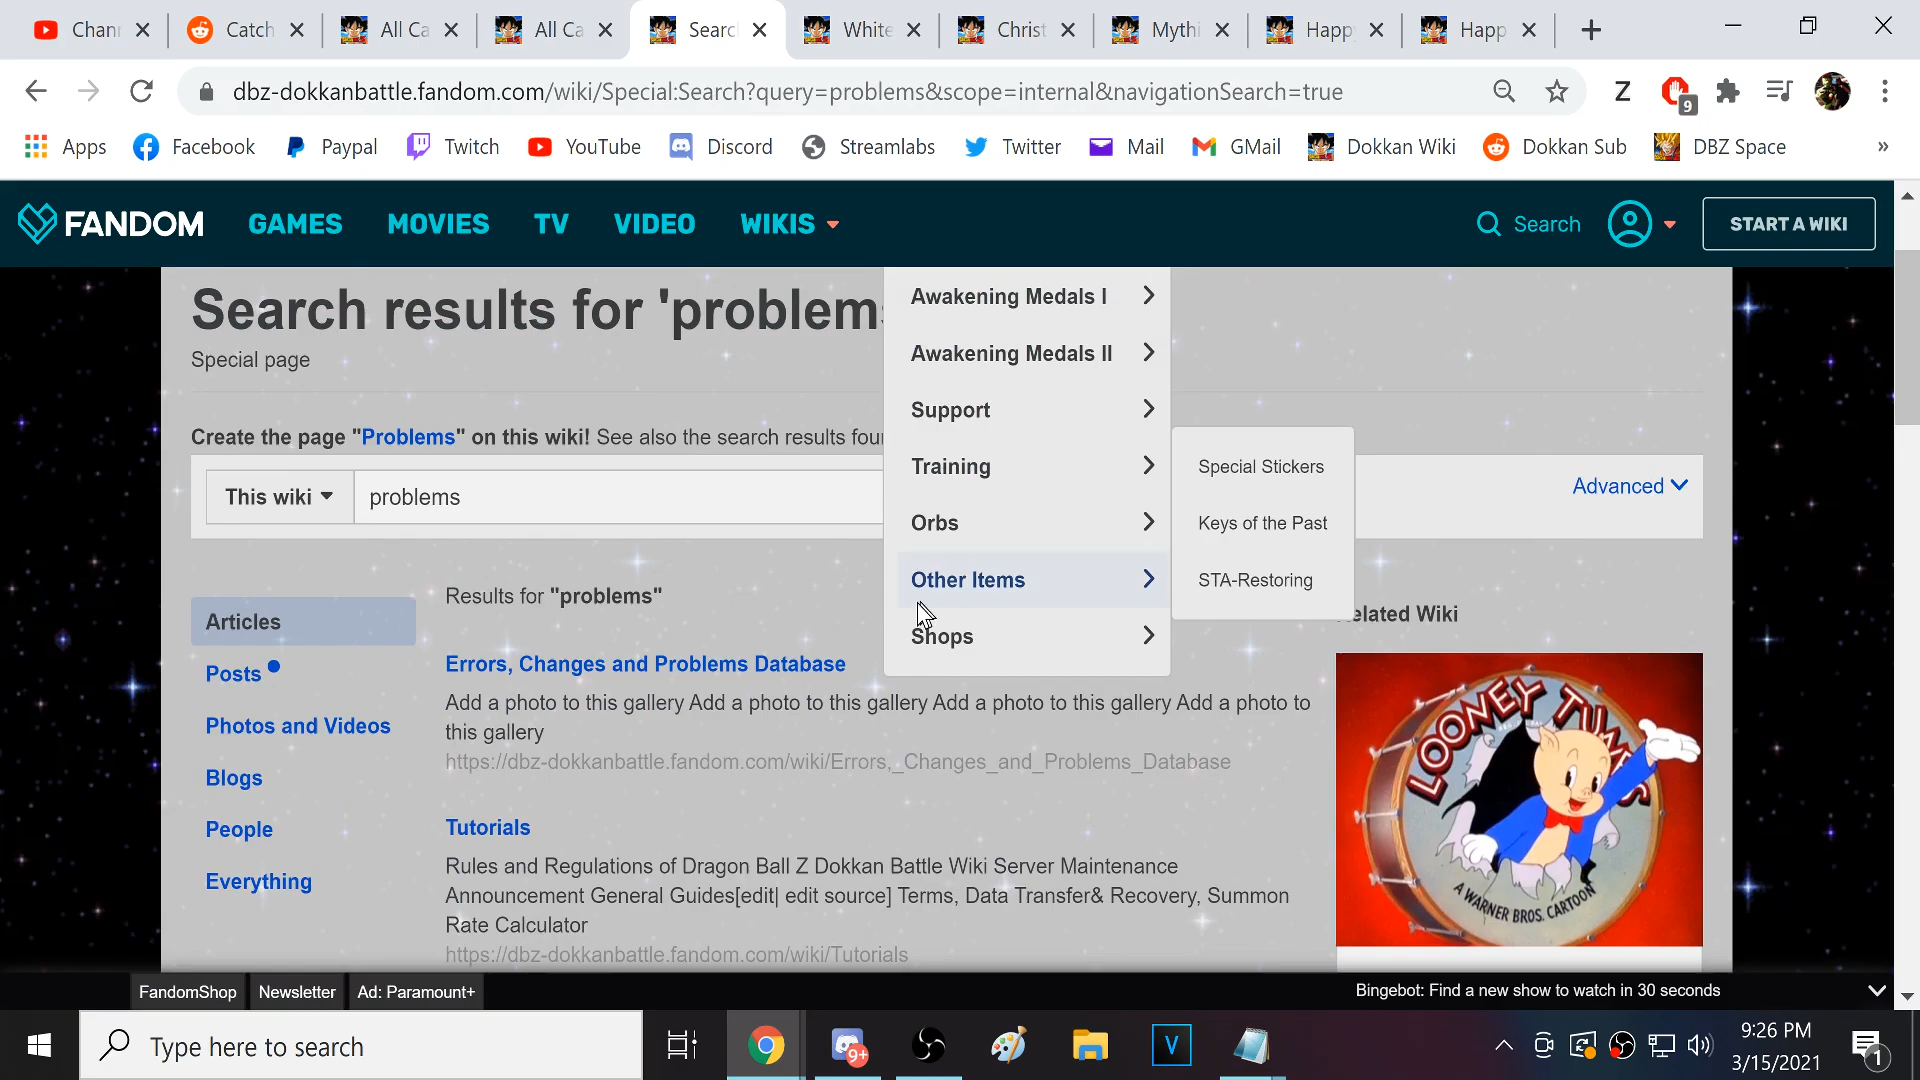 Chann
Catch
All Ca
All Ca
Search
White
Christ
Mythi
Happy
Happ
dbz-dokkanbattle.fandom.com/wiki/Special:Search?query=problems&scope=internal&navigationSearch=true
Z
9
Apps
Facebook
Paypal
Twitch
YouTube
Discord
Streamlabs
Twitter
Mail
GMail
Dokkan Wiki
Dokkan Sub
DBZ Space
»
FANDOM
GAMES
MOVIES
TV
VIDEO
WIKIS
Search
START A WIKI
Search results for 'problems
Special page
Create the page "Problems" on this wiki! See also the search results fou
This wiki
problems
Advanced
Awakening Medals I
Awakening Medals II
Support
Training
Orbs
Other Items
Shops
Special Stickers
Keys of the Past
STA-Restoring
Articles
Posts
Photos and Videos
Blogs
People
Everything
Results for "problems"
Errors, Changes and Problems Database
Add a photo to this gallery Add a photo to this gallery Add a photo to this gallery Add a photo to
this gallery
https://dbz-dokkanbattle.fandom.com/wiki/Errors,_Changes_and_Problems_Database
Tutorials
Rules and Regulations of Dragon Ball Z Dokkan Battle Wiki Server Maintenance
Announcement General Guides[edit| edit source] Terms, Data Transfer& Recovery, Summon
Rate Calculator
https://dbz-dokkanbattle.fandom.com/wiki/Tutorials
elated Wiki
LOONEY TUNES
A WARNER BROS. CARTOON
FandomShop
Newsletter
Ad: Paramount+
Bingebot: Find a new show to watch in 30 seconds
Type here to search
9+
V
9:26 PM
3/15/2021
1